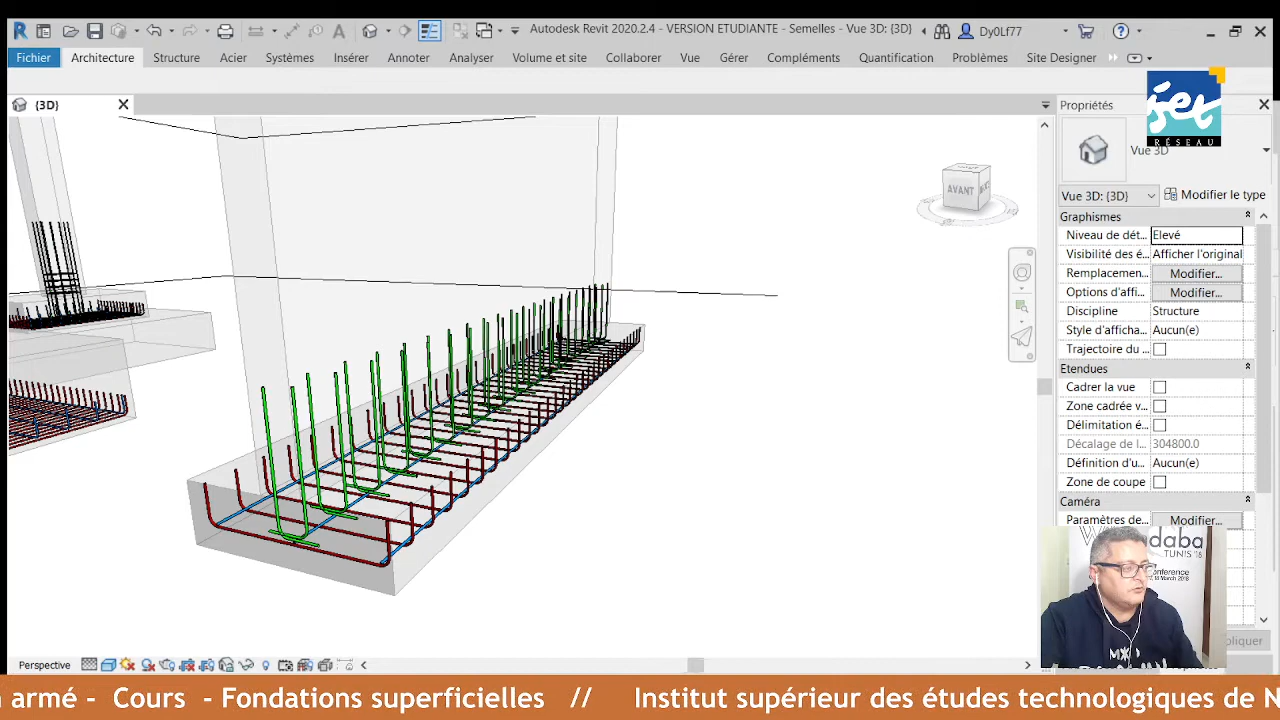 Autodesk Revit 2020.2.4 - VERSION ETUDIANTE - Semelles - Vue 3D: {3D}
Dy0Lf77
Fichier Architecture Structure Acier Systèmes Insérer Annoter Analyser Volume et site Collaborer Vue Gérer Compléments Quantification Problèmes Site Designer
{3D}
Propriétés
iset
RÉSEAU
Vue 3D
Vue 3D: {3D} Modifier le type
Graphismes
Niveau de dét... Elevé
Visibilité des é... Afficher l'original
Remplacemen... Modifier...
Options d'affi... Modifier...
Discipline Structure
Style d'afficha... Aucun(e)
Trajectoire du ...
Etendues
Cadrer la vue
Zone cadrée v...
Délimitation é...
Décalage de l... 304800.0
Définition d'u... Aucun(e)
Zone de coupe
Caméra
Paramètres de... Modifier...
AVANT
TUNIS '18
Perspective
n armé - Cours - Fondations superficielles // Institut supérieur des études technologiques de N